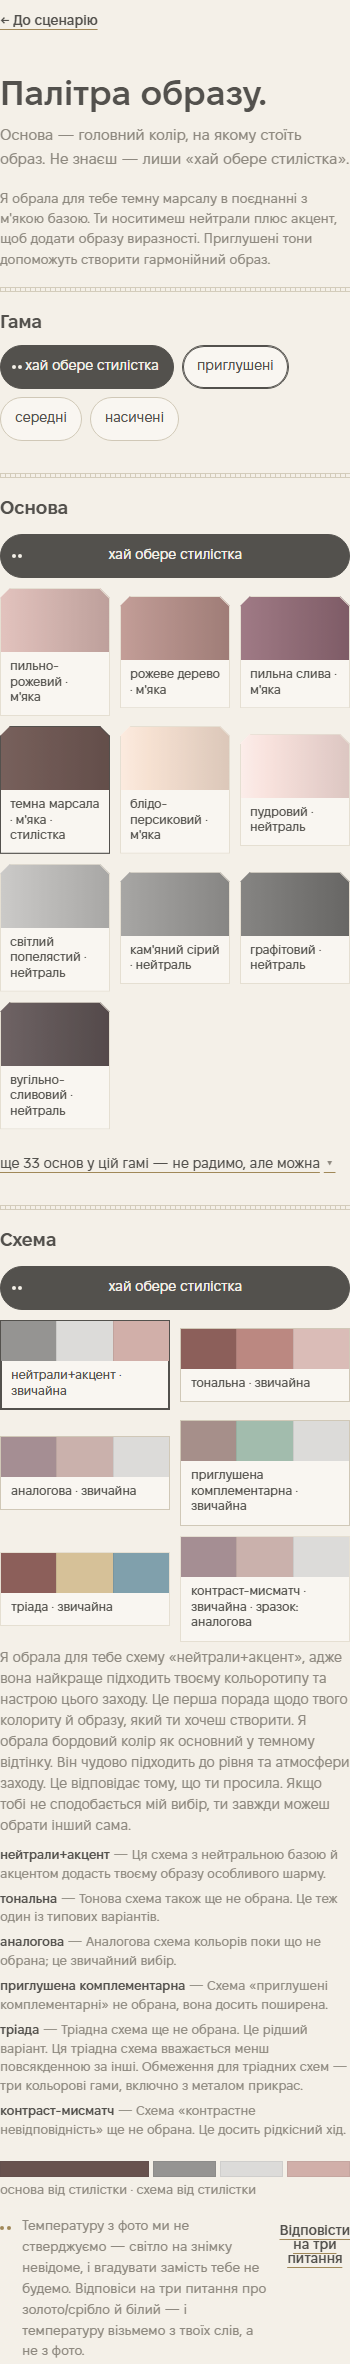 ← До сценарію
Палітра образу.
Основа — головний колір, на якому стоїть
образ. Не знаєш — лиши «хай обере стилістка».
Я обрала для тебе темну марсалу в поєднанні з
м'якою базою. Ти носитимеш нейтрали плюс акцент,
щоб додати образу виразності. Приглушені тони
допоможуть створити гармонійний образ.
Гама
хай обере стилістка
приглушені
середні
насичені
Основа
хай обере стилістка
пильно-
рожевий ·
м'яка
рожеве дерево
· м'яка
пильна слива ·
м'яка
темна марсала
· м'яка ·
стилістка
блідо-
персиковий ·
м'яка
пудровий ·
нейтраль
світлий
попелястий ·
нейтраль
кам'яний сірий
· нейтраль
графітовий ·
нейтраль
вугільно-
сливовий ·
нейтраль
ще 33 основ у цій гамі — не радимо, але можна ▾
Схема
хай обере стилістка
нейтрали+акцент ·
звичайна
тональна · звичайна
аналогова · звичайна
приглушена
комплементарна ·
звичайна
тріада · звичайна
контраст-мисматч ·
звичайна · зразок:
аналогова
Я обрала для тебе схему «нейтрали+акцент», адже
вона найкраще підходить твоєму кольоротипу та
настрою цього заходу. Це перша порада щодо твого
колориту й образу, який ти хочеш створити. Я
обрала бордовий колір як основний у темному
відтінку. Він чудово підходить до рівня та атмосфери
заходу. Це відповідає тому, що ти просила. Якщо
тобі не сподобається мій вибір, ти завжди можеш
обрати інший сама.
нейтрали+акцент — Ця схема з нейтральною базою й
акцентом додасть твоєму образу особливого шарму.
тональна — Тонова схема також ще не обрана. Це теж
один із типових варіантів.
аналогова — Аналогова схема кольорів поки що не
обрана; це звичайний вибір.
приглушена комплементарна — Схема «приглушені
комплементарні» не обрана, вона досить поширена.
тріада — Тріадна схема ще не обрана. Це рідший
варіант. Ця тріадна схема вважається менш
повсякденною за інші. Обмеження для тріадних схем —
три кольорові гами, включно з металом прикрас.
контраст-мисматч — Схема «контрастне
невідповідність» ще не обрана. Це досить рідкісний хід.
основа від стилістки · схема від стилістки
Температуру з фото ми не
стверджуємо — світло на знімку
невідоме, і вгадувати замість тебе не
будемо. Відповіси на три питання про
золото/срібло й білий — і
температуру візьмемо з твоїх слів, а
не з фото.
Відповісти
на три
питання